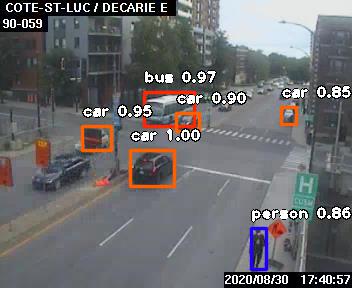 COTE-ST-LUC / DECARIE E
90-059
bus 0.97
car 0.95
car 0.90
car 0.85
car 1.00
H
person 0.86
2020/08/30 17:40:57